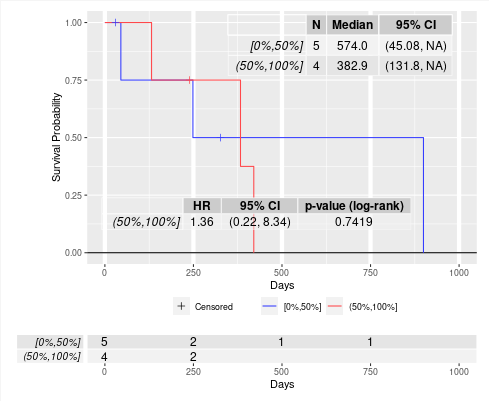 Survival Probability
1.00
0.75
0.50
0.25
0.00
N Median 95% CI
[0%,50%] 5 574.0 (45.08, NA)
(50%,100%] 4 382.9 (131.8, NA)
HR 95% CI p-value (log-rank)
(50%,100%] 1.36 (0.22, 8.34) 0.7419
0 250 500 750 1000
Days
Censored [0%,50%] (50%,100%]
[0%,50%] 5 2 1 1
(50%,100%] 4 2
0 250 500 750 1000
Days